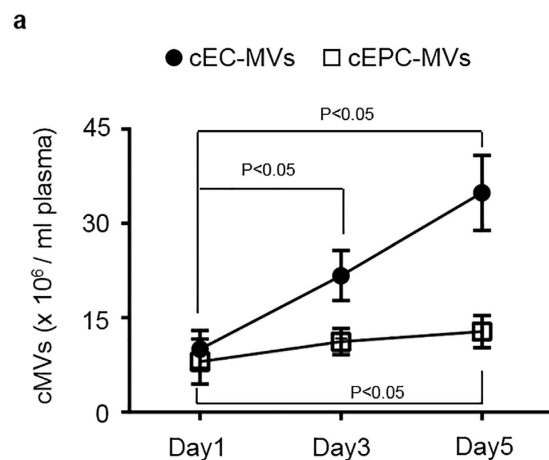 a
cEC-MVs cEPC-MVs
P<0.05
P<0.05
45
30
15
0
cMVs (x 10⁶ / ml plasma)
P<0.05
Day1 Day3 Day5